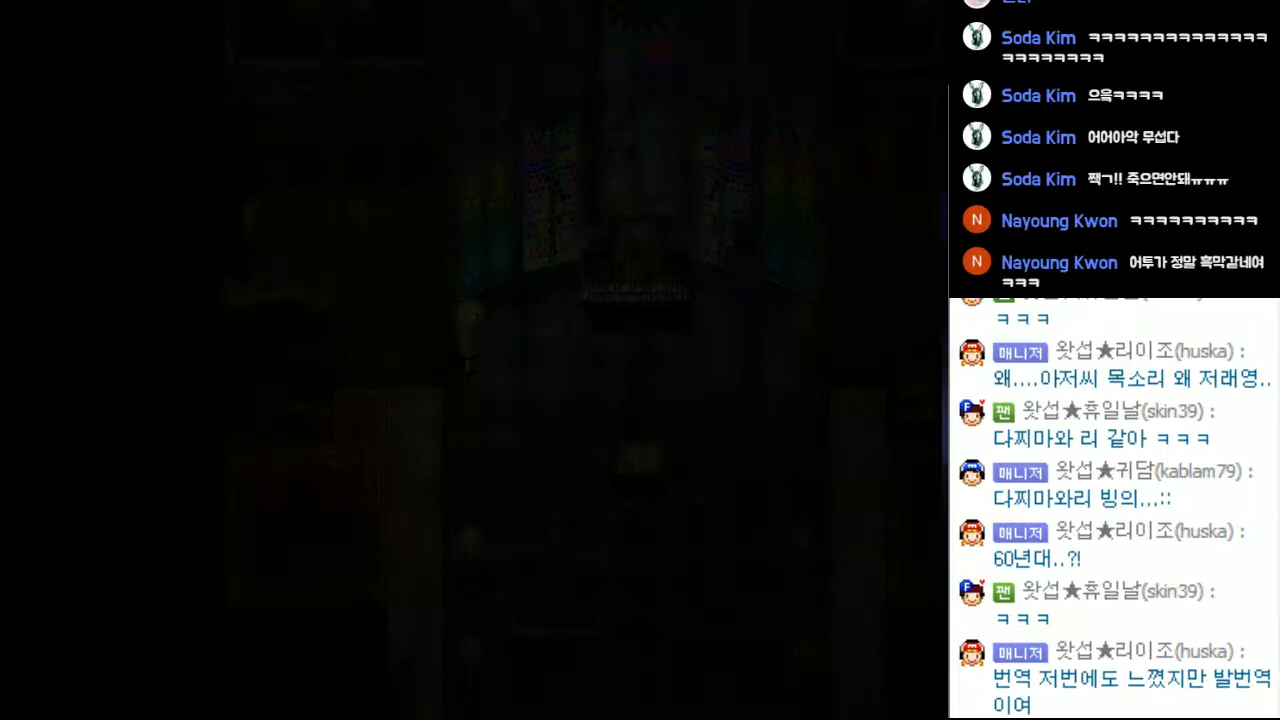 Soda Kim ㅋㅋㅋㅋㅋㅋㅋㅋㅋㅋㅋㅋㅋㅋ
ㅋㅋㅋㅋㅋㅋㅋㅋ
Soda Kim 으읔ㅋㅋㅋㅋ
Soda Kim 어어아악 무섭다
Soda Kim 짹ㄱ!! 죽으면안돼ㅠㅠㅠ
N Nayoung Kwon ㅋㅋㅋㅋㅋㅋㅋㅋㅋㅋ
N Nayoung Kwon 어투가 정말 흑막같네여
ㅋㅋㅋ
ㅋㅋㅋ
매니저 왓섭★리이조(huska) :
왜....아저씨 목소리 왜 저래영..
팬 왓섭★휴일날(skin39) :
다찌마와 리 같아 ㅋㅋㅋ
매니저 왓섭★귀담(kablam79) :
다찌마와리 빙의...::
매니저 왓섭★리이조(huska) :
60년대..?!
팬 왓섭★휴일날(skin39) :
ㅋㅋㅋ
매니저 왓섭★리이조(huska) :
번역 저번에도 느꼈지만 발번역
이여